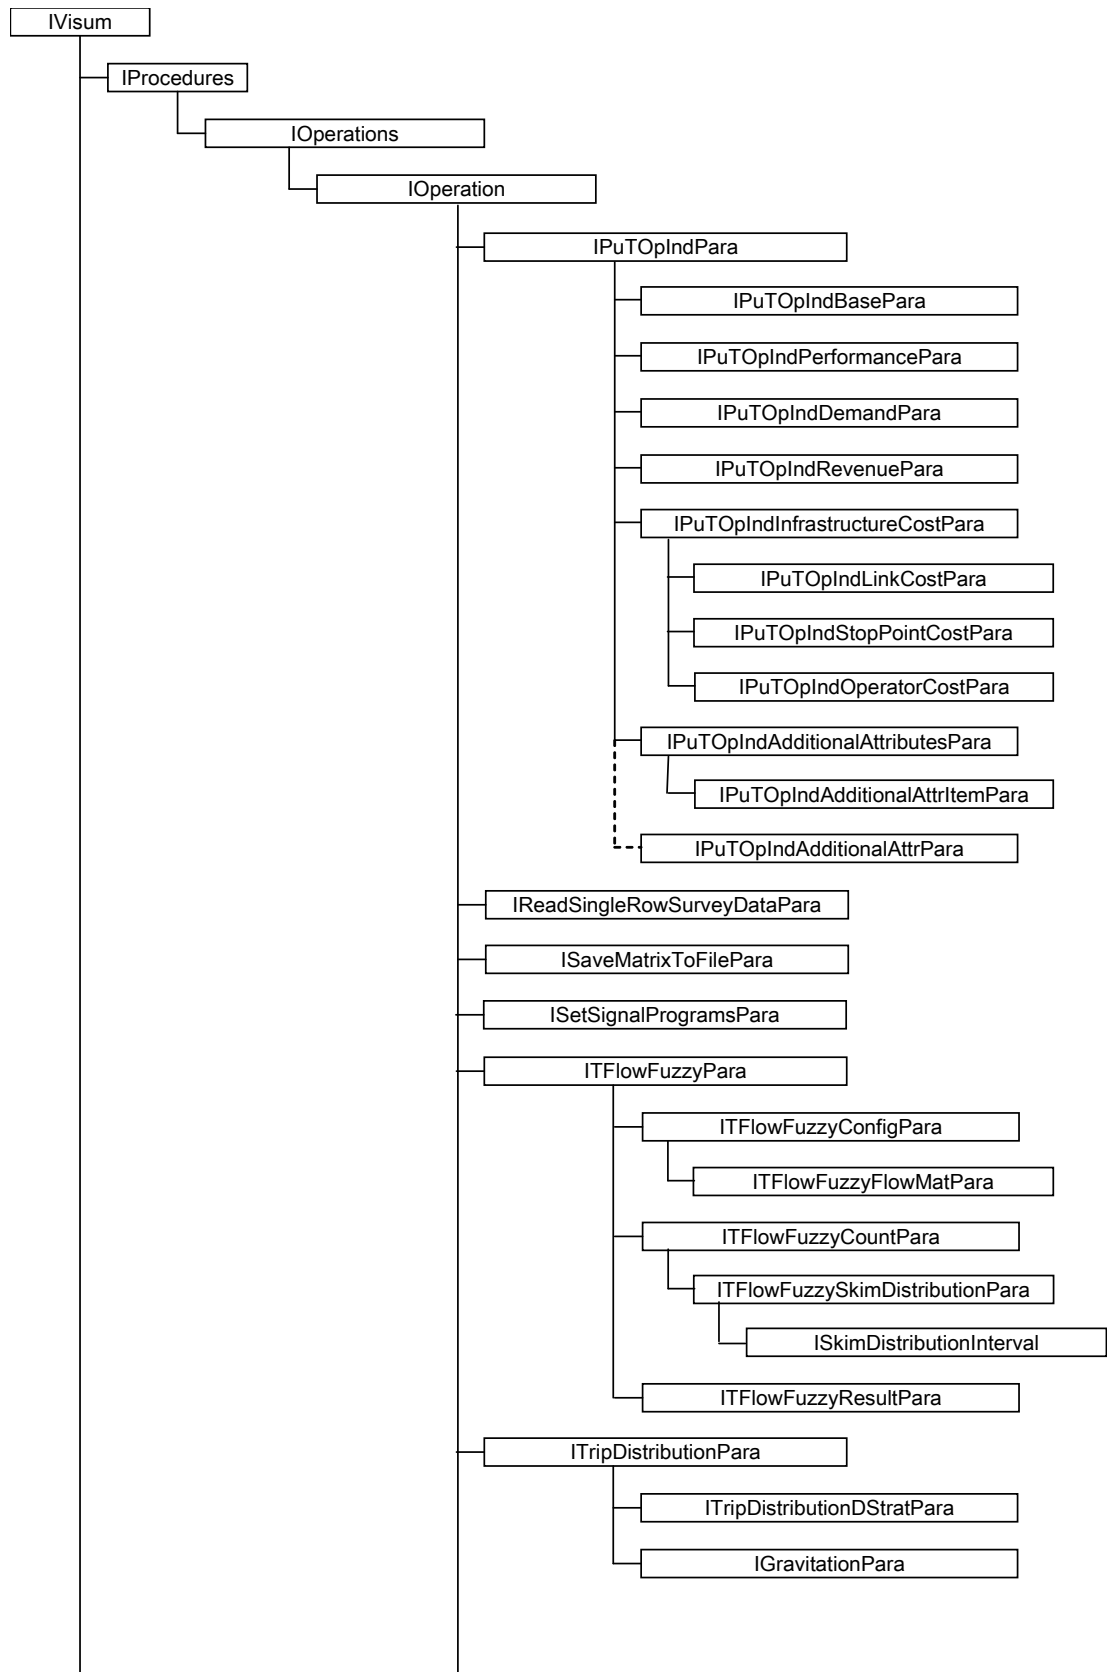 IVisum
IProcedures
IOperations
IOperation
IPuTOpIndPara
IPuTOpIndBasePara
IPuTOpIndPerformancePara
IPuTOpIndDemandPara
IPuTOpIndRevenuePara
IPuTOpIndInfrastructureCostPara
IPuTOpIndLinkCostPara
IPuTOpIndStopPointCostPara
IPuTOpIndOperatorCostPara
IPuTOpIndAdditionalAttributesPara
IPuTOpIndAdditionalAttrItemPara
IPuTOpIndAdditionalAttrPara
IReadSingleRowSurveyDataPara
ISaveMatrixToFilePara
ISetSignalProgramsPara
ITFlowFuzzyPara
ITFlowFuzzyConfigPara
ITFlowFuzzyFlowMatPara
ITFlowFuzzyCountPara
ITFlowFuzzySkimDistributionPara
ISkimDistributionInterval
ITFlowFuzzyResultPara
ITripDistributionPara
ITripDistributionDStratPara
IGravitationPara